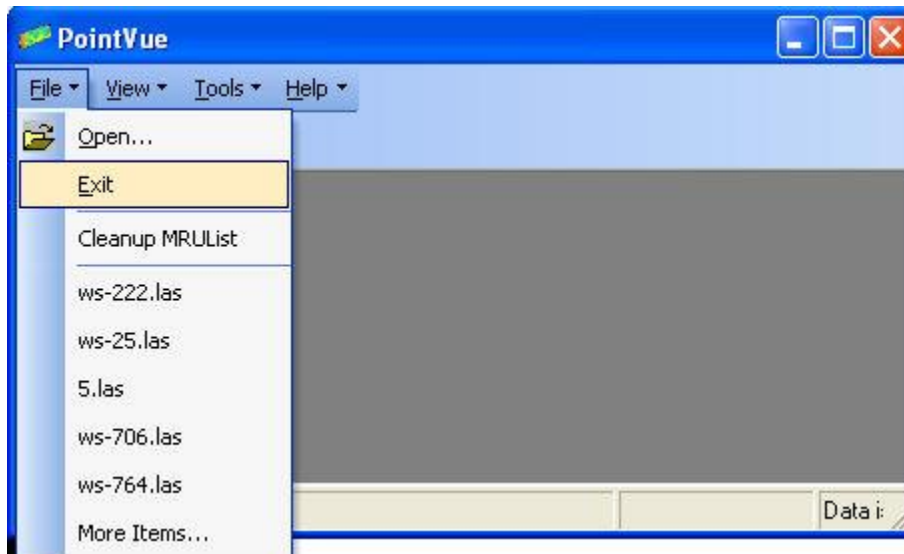 PointVue
File View Tools Help
Open...
Exit
Cleanup MRUList
ws-222.las
ws-25.las
5.las
ws-706.las
ws-764.las
More Items...
Data